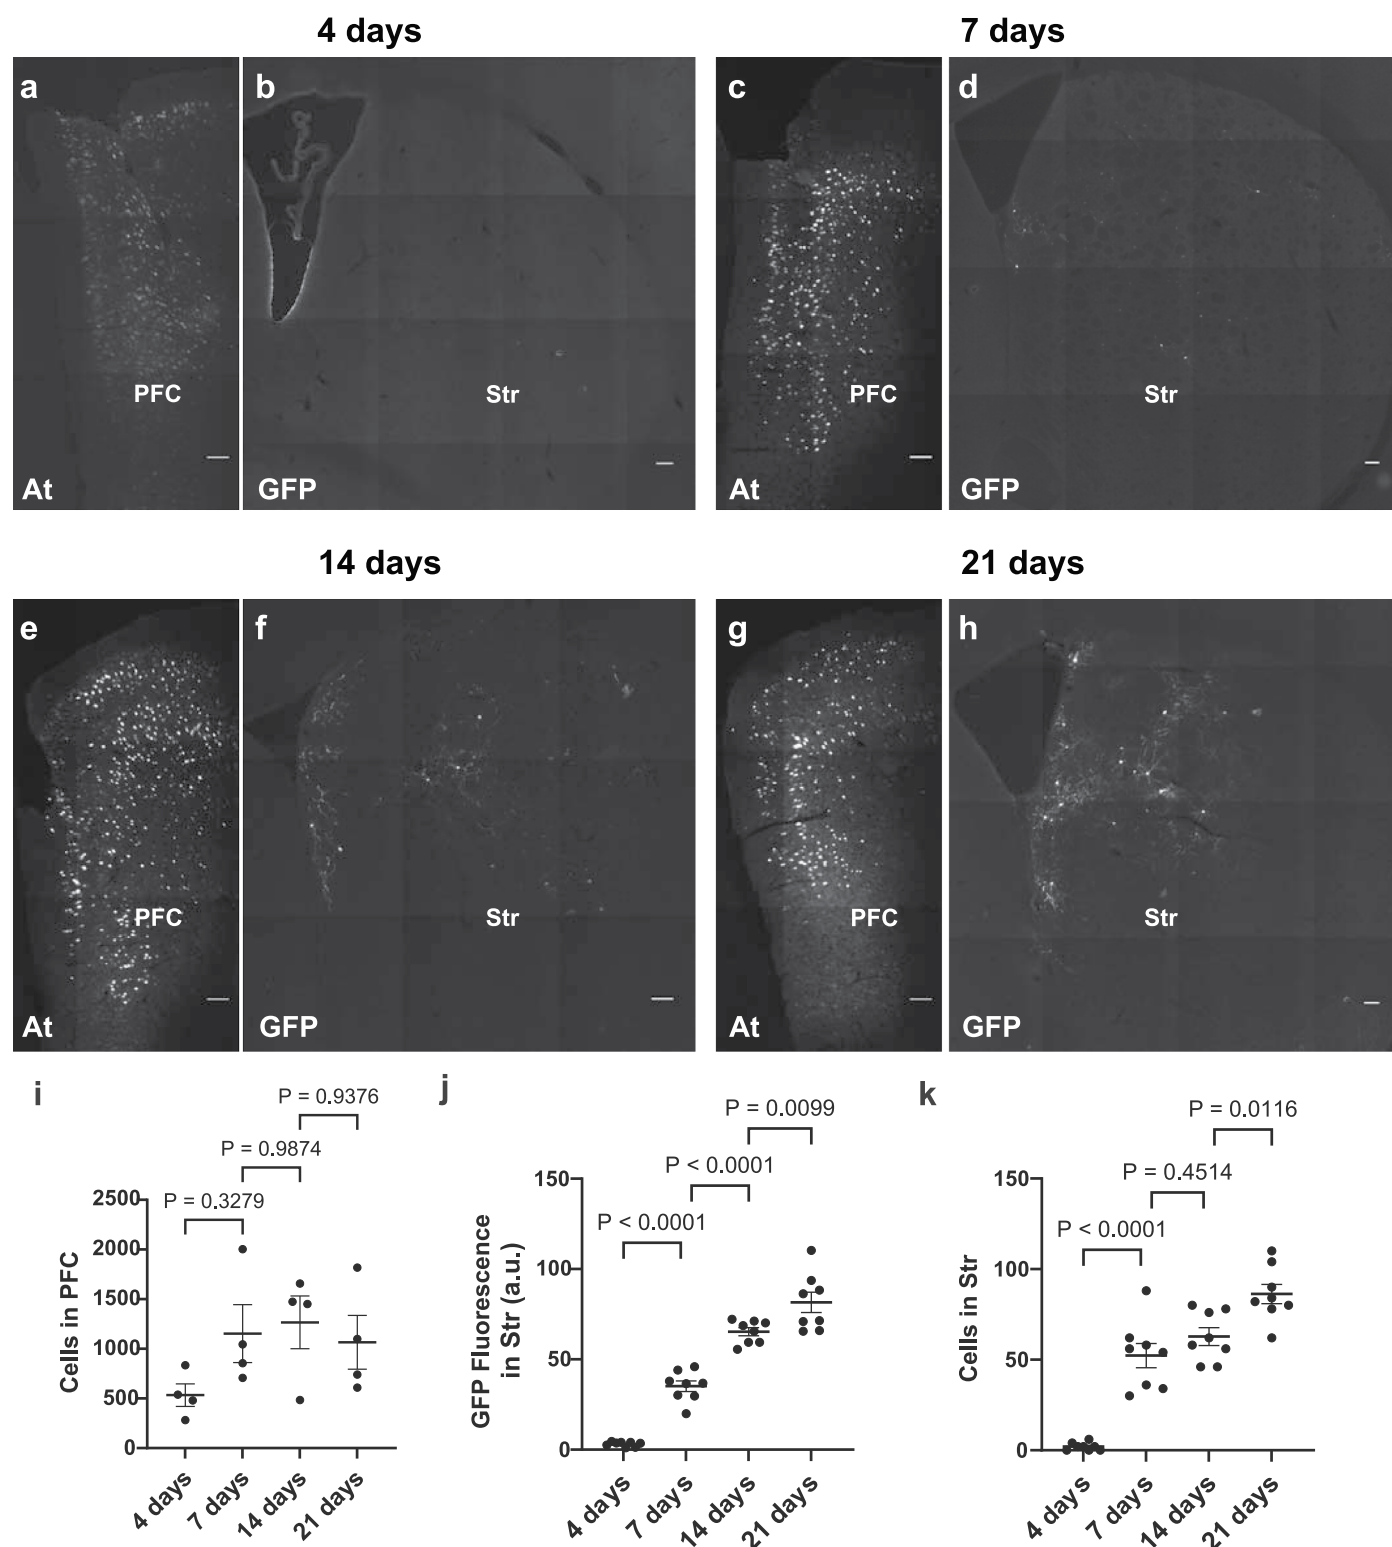 4 days
7 days
a
b
c
d
PFC
Str
PFC
Str
At
GFP
At
GFP
14 days
21 days
e
f
g
h
PFC
Str
PFC
Str
At
GFP
At
GFP
i
P = 0.9376
P = 0.9874
P = 0.3279
2500
2000
1500
1000
500
0
Cells in PFC
4 days
7 days
14 days
21 days
j
P = 0.0099
P < 0.0001
P < 0.0001
150
100
50
0
GFP Fluorescence
in Str (a.u.)
4 days
7 days
14 days
21 days
k
P = 0.0116
P = 0.4514
P < 0.0001
150
100
50
0
Cells in Str
4 days
7 days
14 days
21 days